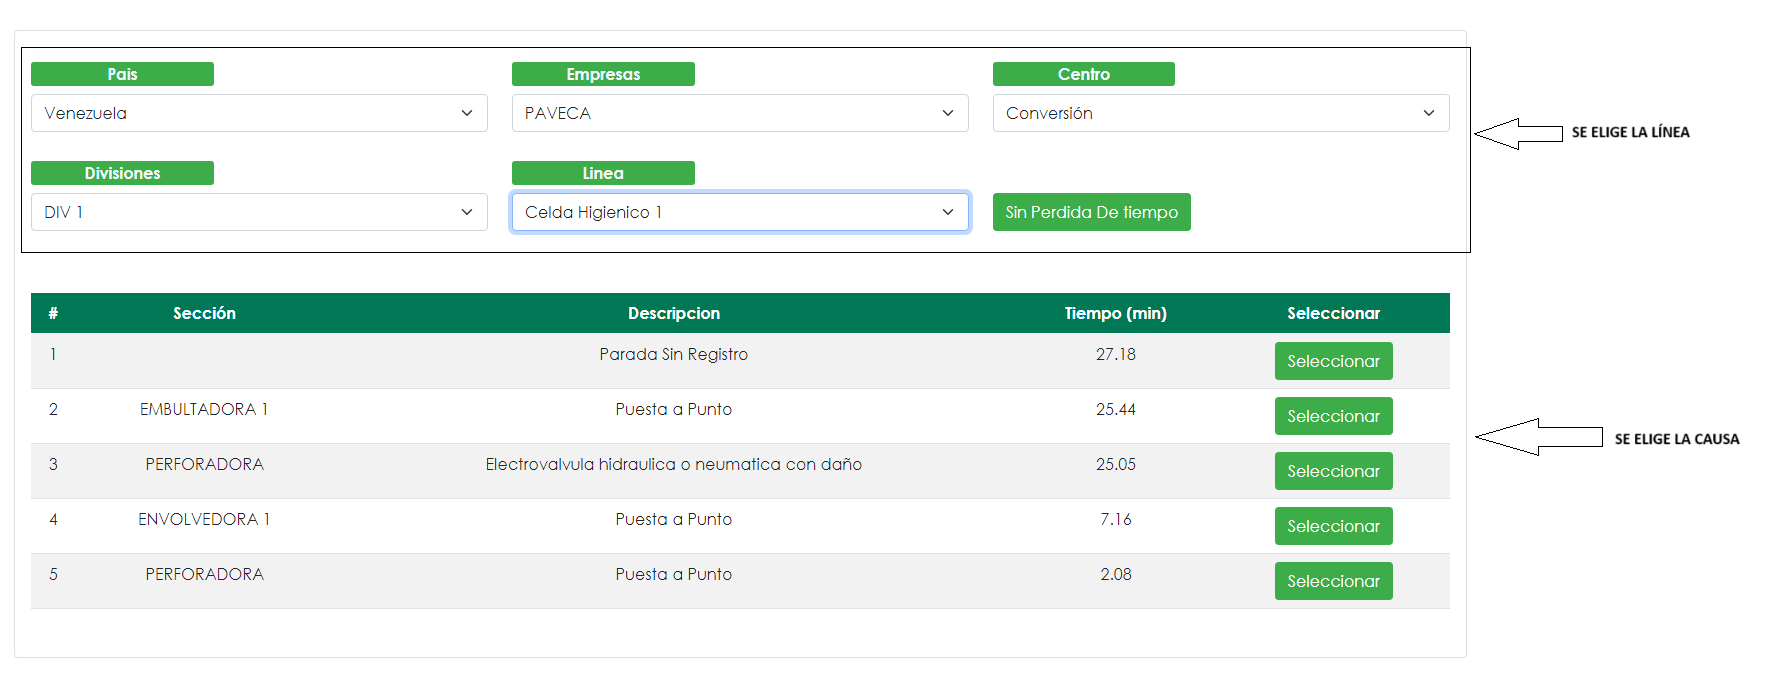 Pais Empresas Centro
Venezuela PAVECA Conversión
SE ELIGE LA LÍNEA
Divisiones Linea
DIV 1 Celda Higienico 1 Sin Perdida De tiempo
# Sección Descripcion Tiempo (min) Seleccionar
1 Parada Sin Registro 27.18 Seleccionar
2 EMBULTADORA 1 Puesta a Punto 25.44 Seleccionar
SE ELIGE LA CAUSA
3 PERFORADORA Electrovalvula hidraulica o neumatica con daño 25.05 Seleccionar
4 ENVOLVEDORA 1 Puesta a Punto 7.16 Seleccionar
5 PERFORADORA Puesta a Punto 2.08 Seleccionar